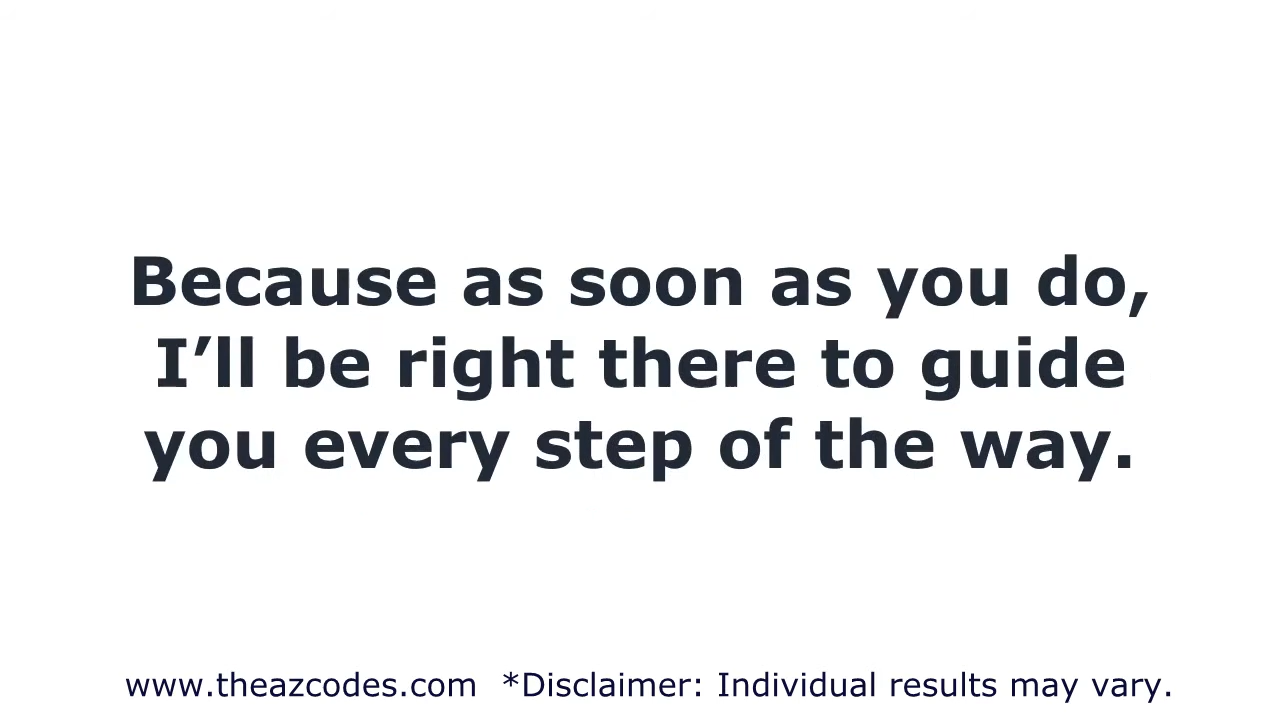 Because as soon as you do,
I’ll be right there to guide
you every step of the way.
www.theazcodes.com *Disclaimer: Individual results may vary.